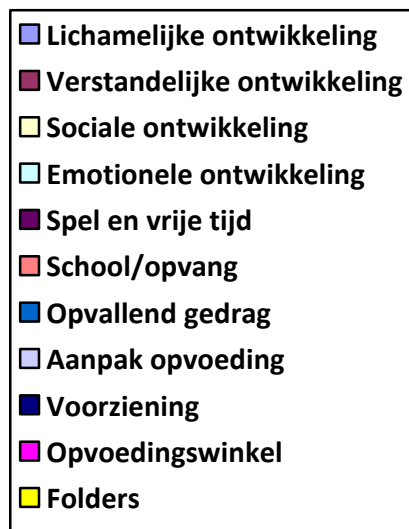 Lichamelijke ontwikkeling
Verstandelijke ontwikkeling
Sociale ontwikkeling
Emotionele ontwikkeling
Spel en vrije tijd
School/opvang
Opvallend gedrag
Aanpak opvoeding
Voorziening
Opvoedingswinkel
Folders